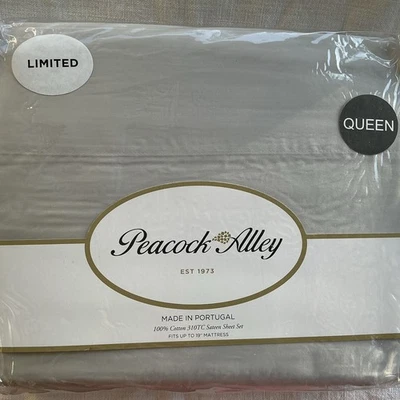 LIMITED
QUEEN
Peacock Alley
EST 1973
MADE IN PORTUGAL
100% Cotton 310TC Sateen Sheet Set
FITS UP TO 18" MATTRESS